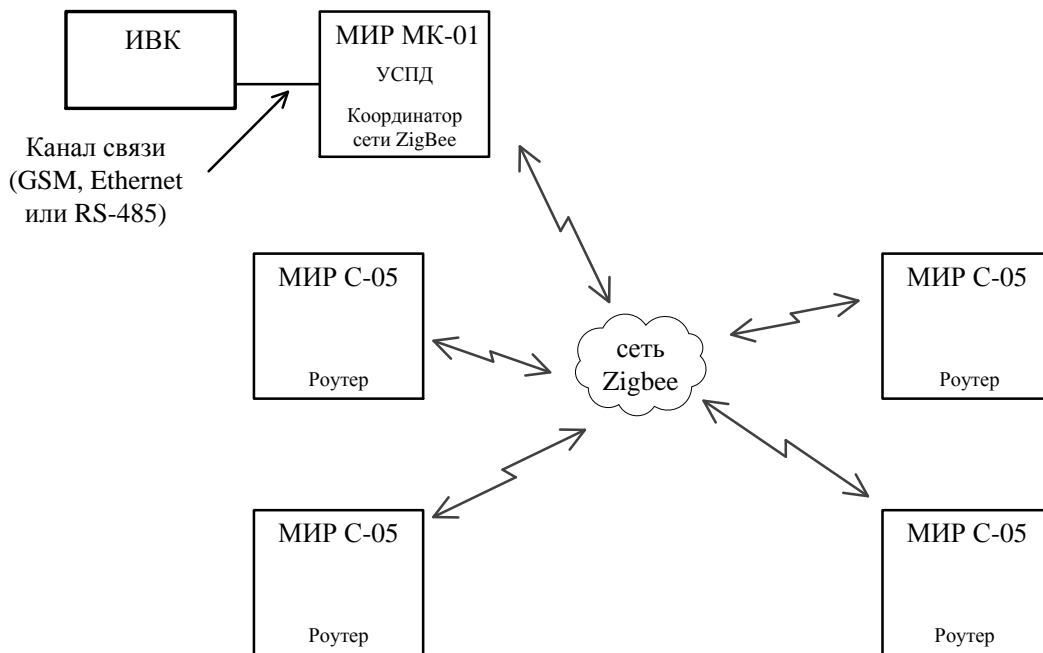 ИВК
МИР МК-01
УСПД
Координатор
сети ZigBee
Канал связи
(GSM, Ethernet
или RS-485)
МИР С-05
Роутер
МИР С-05
Роутер
сеть
Zigbee
МИР С-05
Роутер
МИР С-05
Роутер